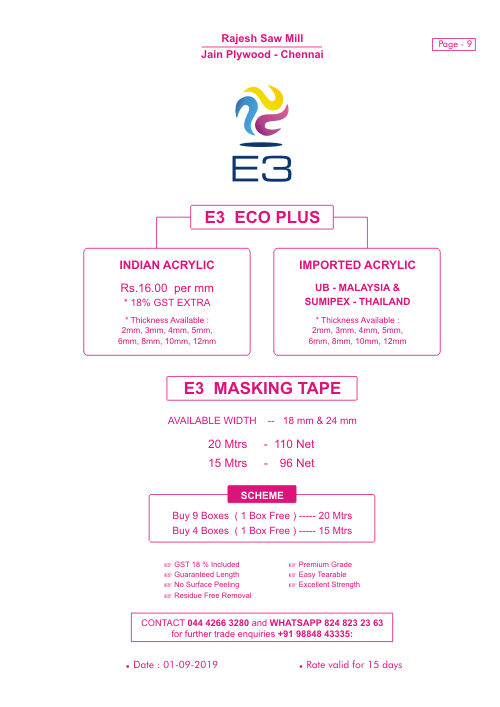 Rajesh Saw Mill
Jain Plywood - Chennai
Page - 9
E3
E3 ECO PLUS
INDIAN ACRYLIC
Rs.16.00 per mm
* 18% GST EXTRA
* Thickness Available :
2mm, 3mm, 4mm, 5mm,
6mm, 8mm, 10mm, 12mm
IMPORTED ACRYLIC
UB - MALAYSIA &
SUMIPEX - THAILAND
* Thickness Available :
2mm, 3mm, 4mm, 5mm,
6mm, 8mm, 10mm, 12mm
E3 MASKING TAPE
AVAILABLE WIDTH -- 18 mm & 24 mm
20 Mtrs - 110 Net
15 Mtrs - 96 Net
SCHEME
Buy 9 Boxes ( 1 Box Free ) ----- 20 Mtrs
Buy 4 Boxes ( 1 Box Free ) ----- 15 Mtrs
☞ GST 18 % Included
☞ Guaranteed Length
☞ No Surface Peeling
☞ Residue Free Removal
☞ Premium Grade
☞ Easy Tearable
☞ Excellent Strength
CONTACT 044 4266 3280 and WHATSAPP 824 823 23 63
for further trade enquiries +91 98848 43335:
• Date : 01-09-2019
• Rate valid for 15 days